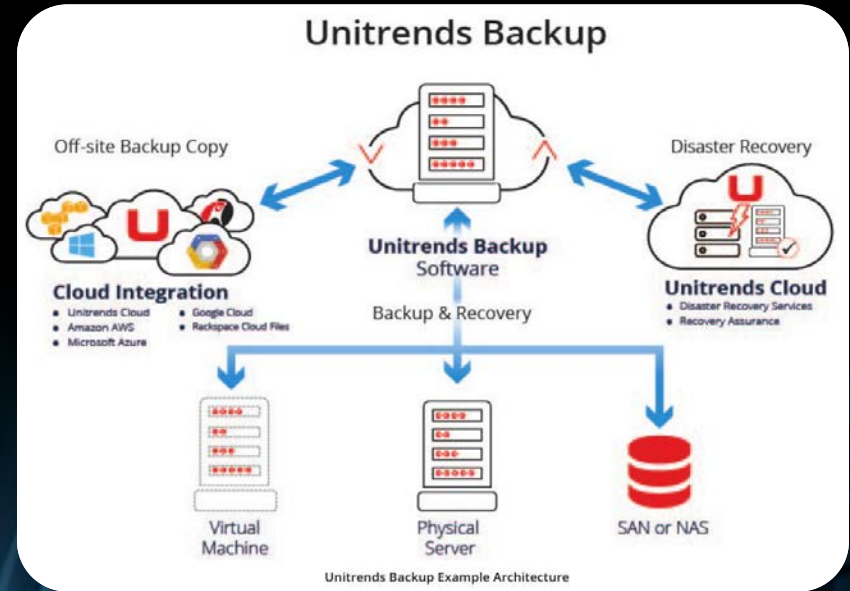 Unitrends Backup
Off-site Backup Copy
Disaster Recovery
Unitrends Backup
Software
Cloud Integration
• Unitrends Cloud
• Amazon AWS
• Microsoft Azure
• Google Cloud
• Rackspace Cloud Files
Unitrends Cloud
• Disaster Recovery Services
• Recovery Assurance
Backup & Recovery
Virtual
Machine
Physical
Server
SAN or NAS
Unitrends Backup Example Architecture